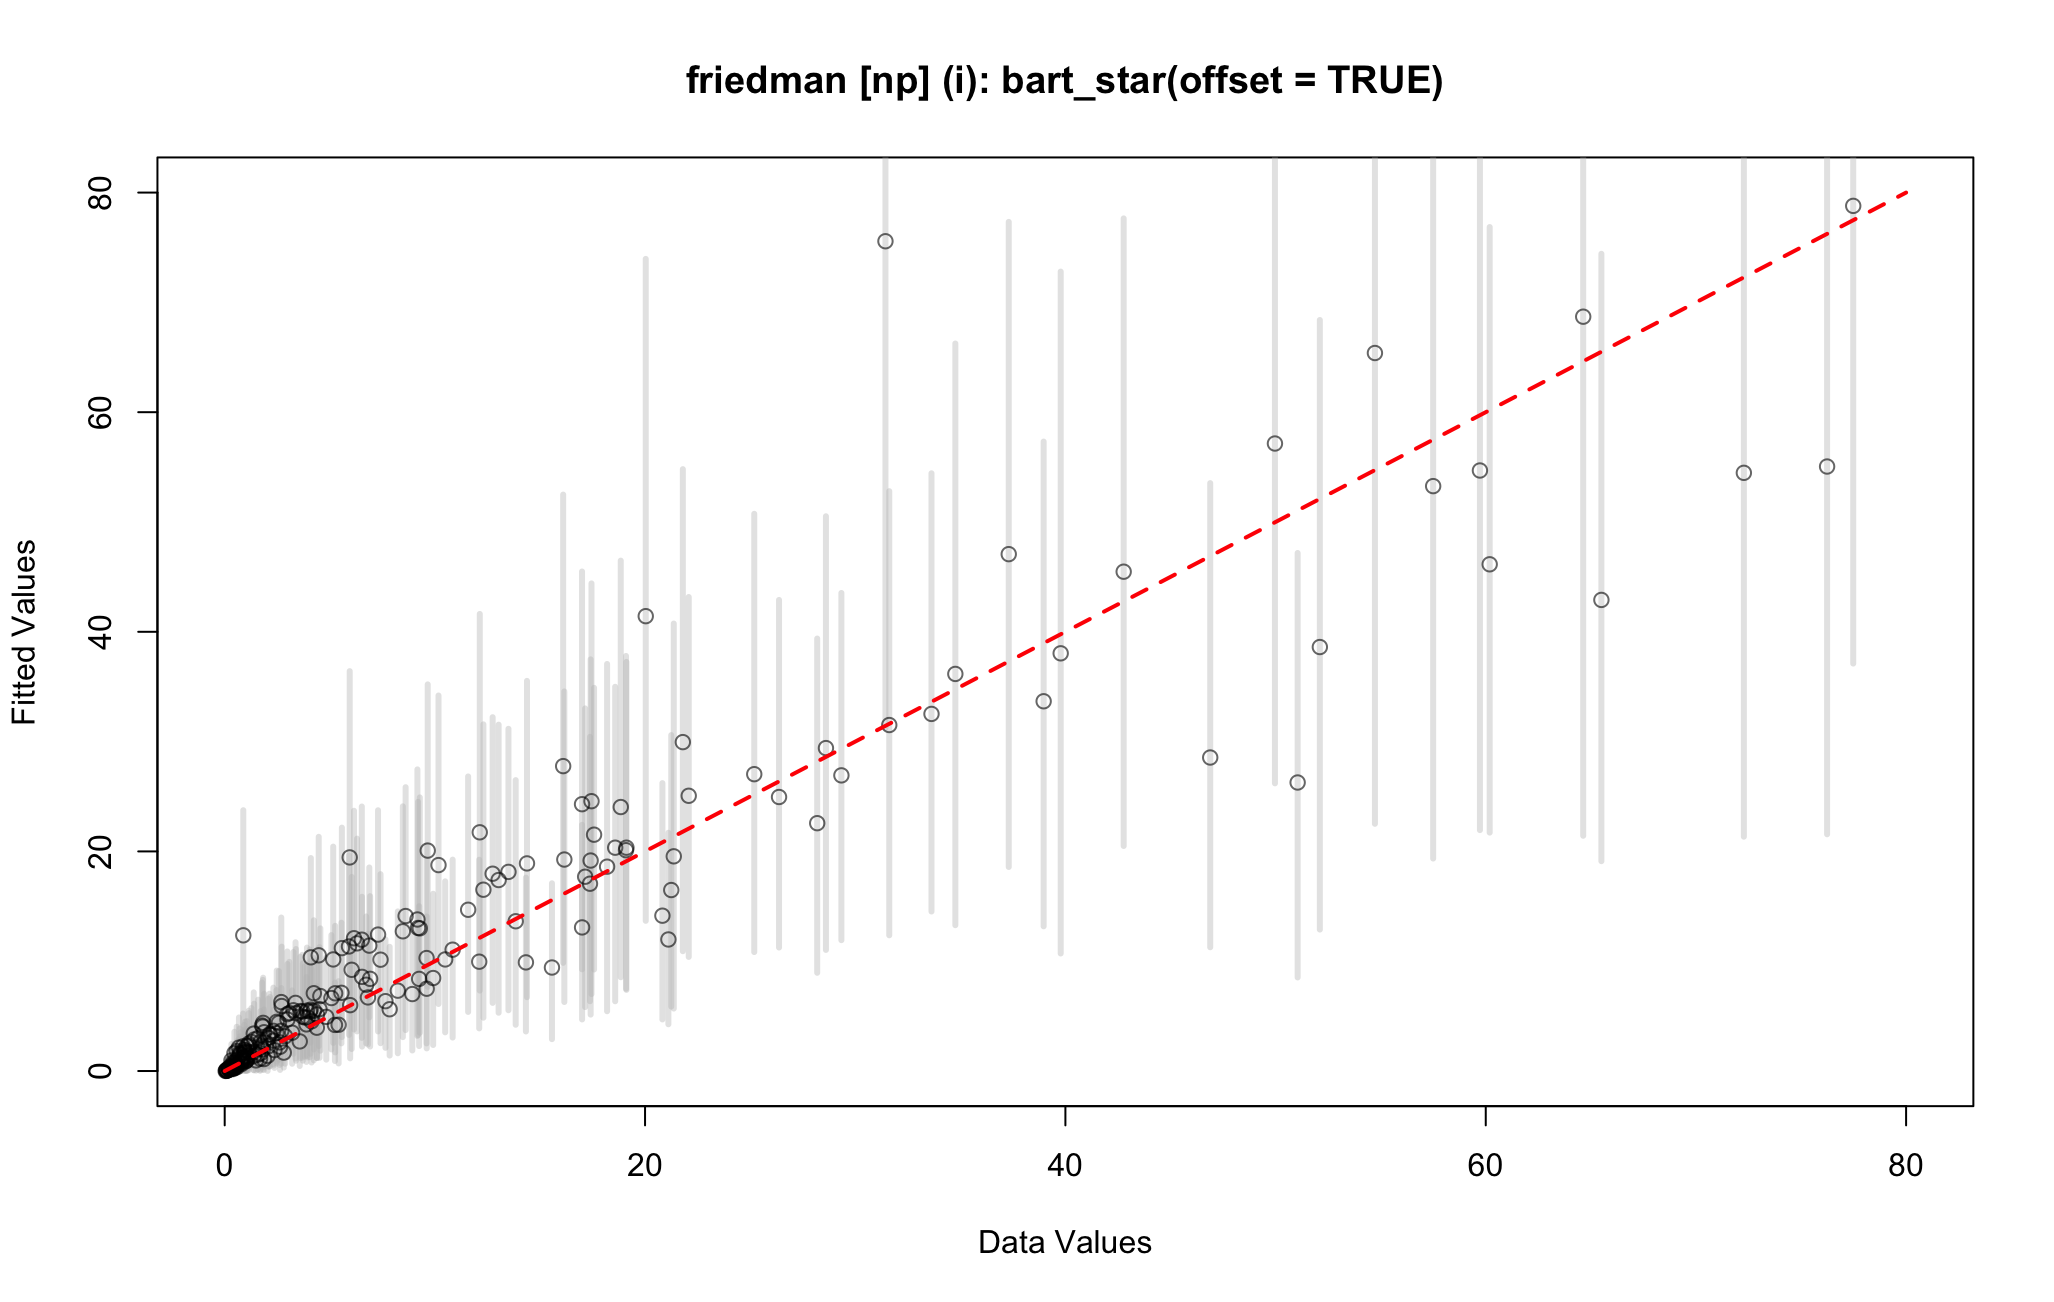 friedman [np] (i): bart_star(offset = TRUE)
80
60
40
20
0
Fitted Values
0 20 40 60 80
Data Values